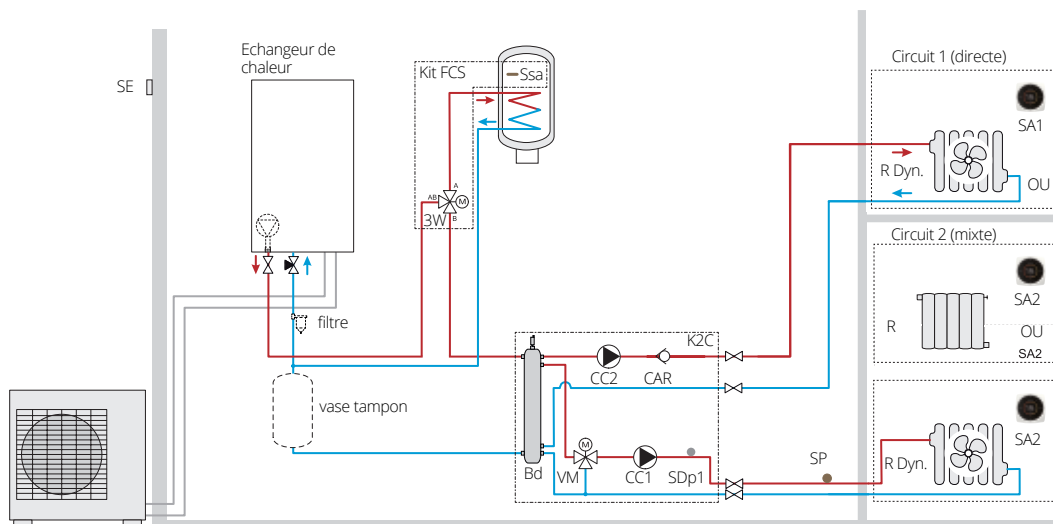 Echangeur de
chaleur
SE
Kit FCS
Ssa
A
AB
M
B
3W
filtre
vase tampon
K2C
CC2
CAR
M
Bd
VM
CC1
SDp1
SP
Circuit 1 (directe)
SA1
R Dyn.
OU
Circuit 2 (mixte)
SA2
R
OU
SA2
SA2
R Dyn.